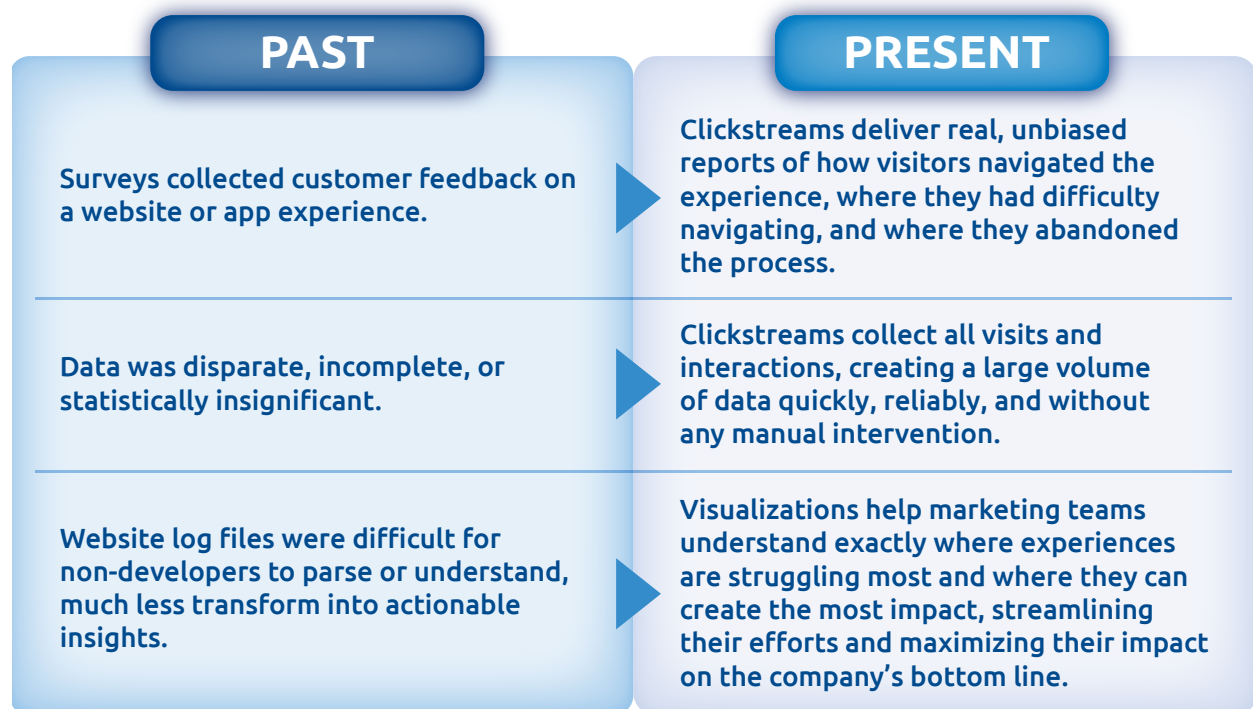 PAST
PRESENT
Surveys collected customer feedback on
a website or app experience.
Clickstreams deliver real, unbiased
reports of how visitors navigated the
experience, where they had difficulty
navigating, and where they abandoned
the process.
Data was disparate, incomplete, or
statistically insignificant.
Clickstreams collect all visits and
interactions, creating a large volume
of data quickly, reliably, and without
any manual intervention.
Website log files were difficult for
non-developers to parse or understand,
much less transform into actionable
insights.
Visualizations help marketing teams
understand exactly where experiences
are struggling most and where they can
create the most impact, streamlining
their efforts and maximizing their impact
on the company’s bottom line.